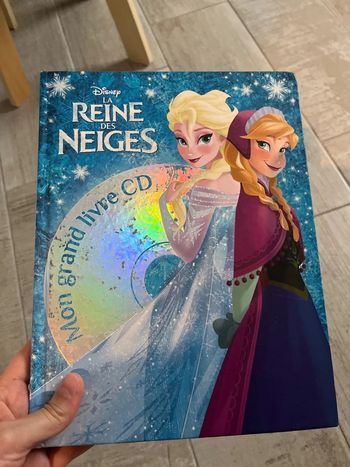 Disney
LA
REINE
DES
NEIGES
Mon grand livre CD